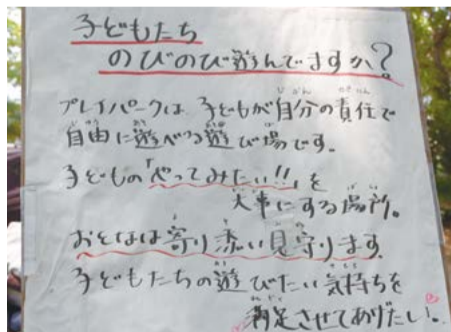 子どもたち
のびのび遊んでますか？
プレイパークは、子どもが自分の責任で
自由に遊べる遊び場です。
子どもの「やってみたい!!」を
大事にする場所。
おとなは寄り添い見守ります
子どもたちの遊びたい気持ちを
満足させてあげたい！。